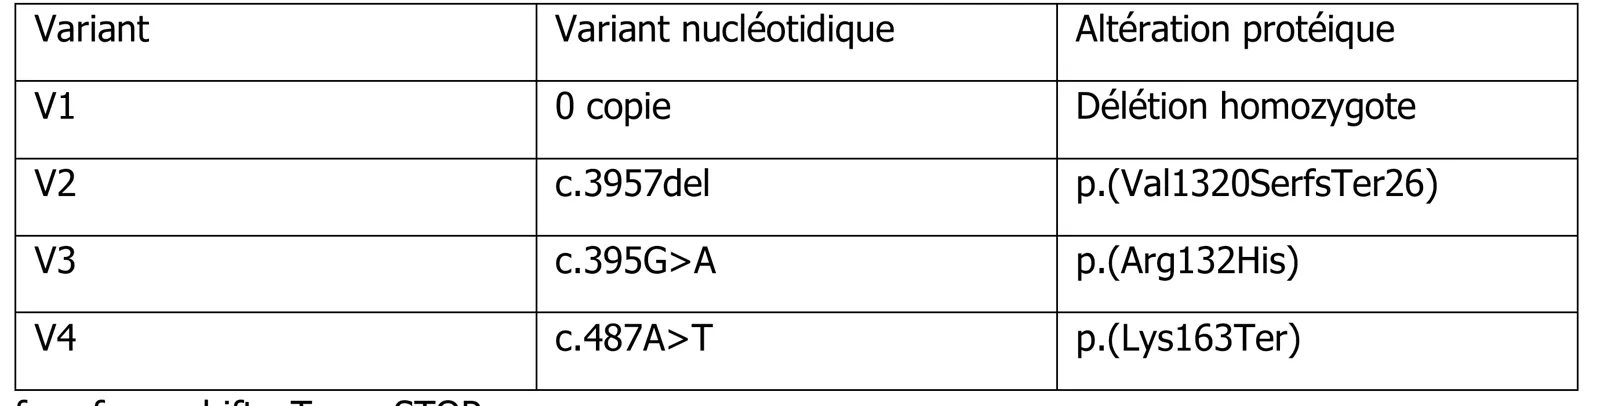 Variant Variant nucléotidique Altération protéique
V1 0 copie Délétion homozygote
V2 c.3957del p.(Val1320SerfsTer26)
V3 c.395G>A p.(Arg132His)
V4 c.487A>T p.(Lys163Ter)